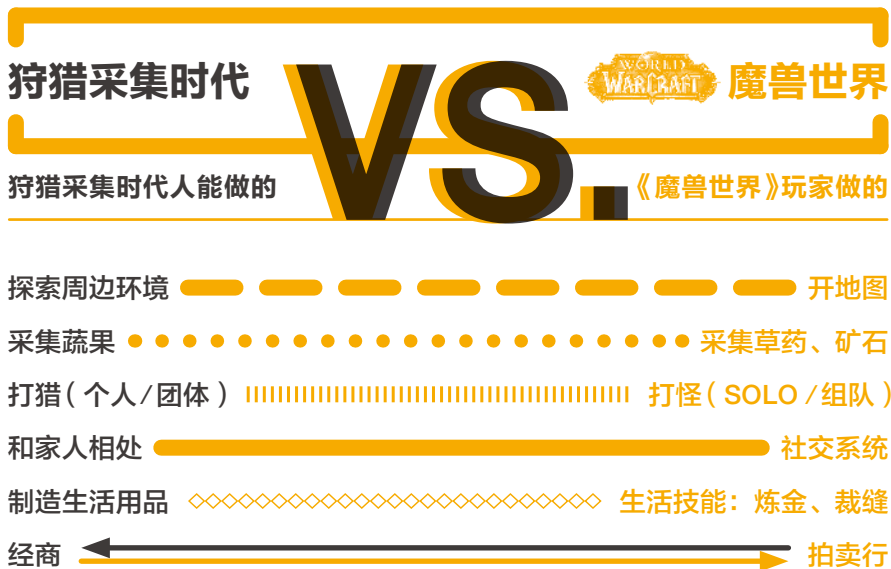 狩猎采集时代 VS. WORLD WARCRAFT 魔兽世界
狩猎采集时代人能做的 《魔兽世界》玩家做的
探索周边环境 开地图
采集蔬果 采集草药、矿石
打猎(个人/团体) 打怪(SOLO/组队)
和家人相处 社交系统
制造生活用品 生活技能：炼金、裁缝
经商 拍卖行